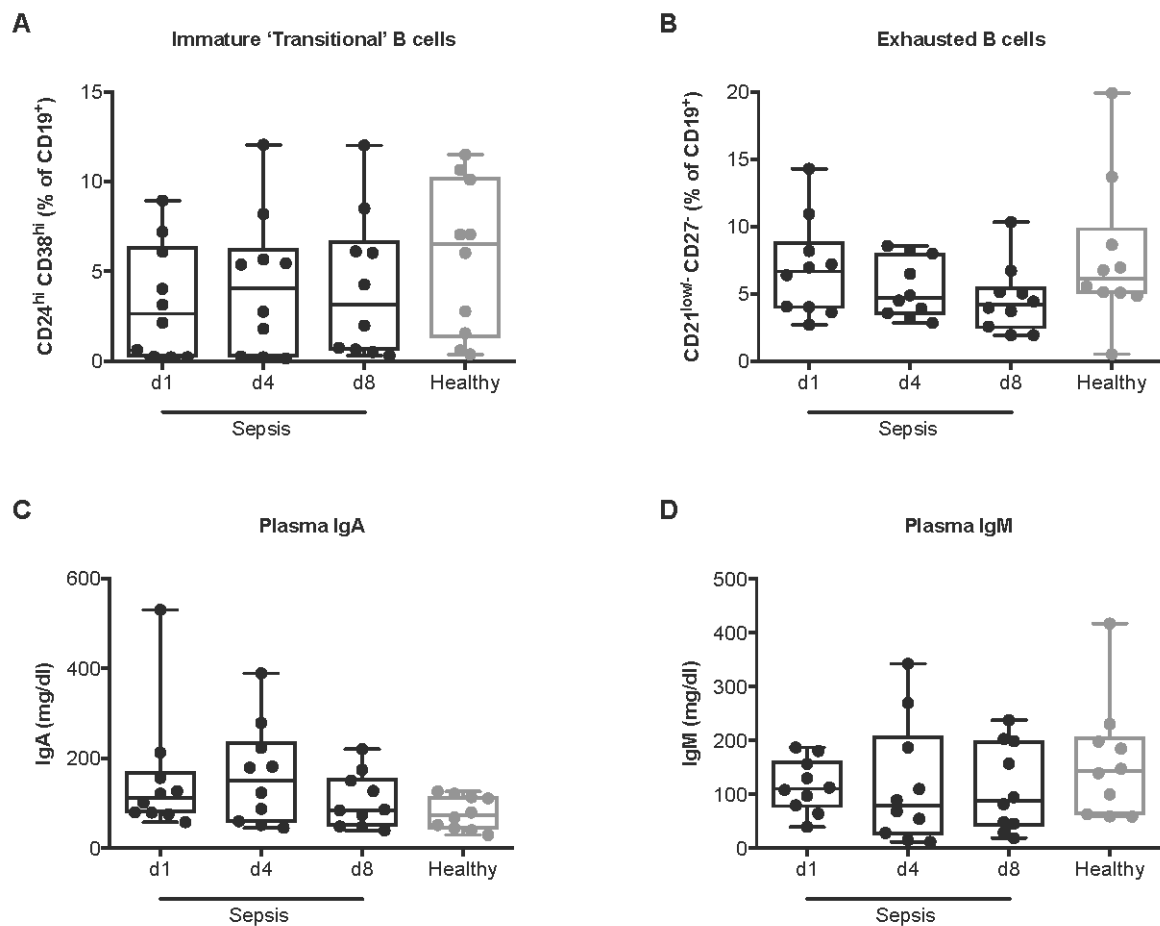 A
Immature ‘Transitional’ B cells
CD24hi CD38hi (% of CD19+)
15
10
5
0
d1 d4 d8 Healthy
Sepsis
B
Exhausted B cells
CD21low/- CD27- (% of CD19+)
20
15
10
5
0
d1 d4 d8 Healthy
Sepsis
C
Plasma IgA
IgA (mg/dl)
600
400
200
0
d1 d4 d8 Healthy
Sepsis
D
Plasma IgM
IgM (mg/dl)
500
400
300
200
100
0
d1 d4 d8 Healthy
Sepsis